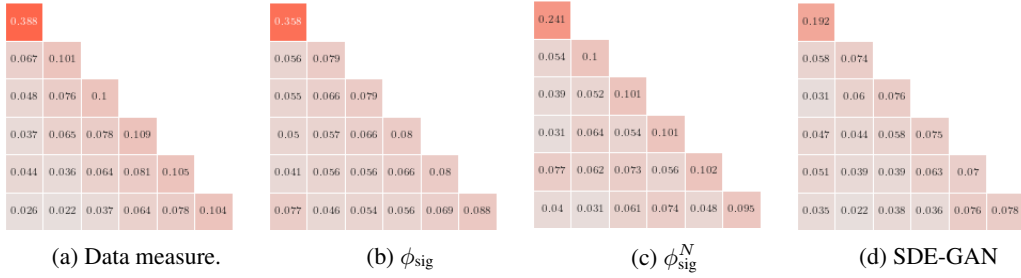 0.388 0.358 0.241 0.192
0.067 0.101 0.056 0.079 0.054 0.1 0.058 0.074
0.048 0.076 0.1 0.055 0.066 0.079 0.039 0.052 0.101 0.031 0.06 0.076
0.037 0.065 0.078 0.109 0.05 0.057 0.066 0.08 0.031 0.064 0.054 0.101 0.047 0.044 0.058 0.075
0.044 0.036 0.064 0.081 0.105 0.041 0.056 0.056 0.066 0.08 0.077 0.062 0.073 0.056 0.102 0.051 0.039 0.039 0.063 0.07
0.026 0.022 0.037 0.064 0.078 0.104 0.077 0.046 0.054 0.056 0.069 0.088 0.04 0.031 0.061 0.074 0.048 0.095 0.035 0.022 0.038 0.036 0.076 0.078
(a) Data measure. (b) ϕ_sig (c) ϕ_sig^N (d) SDE-GAN